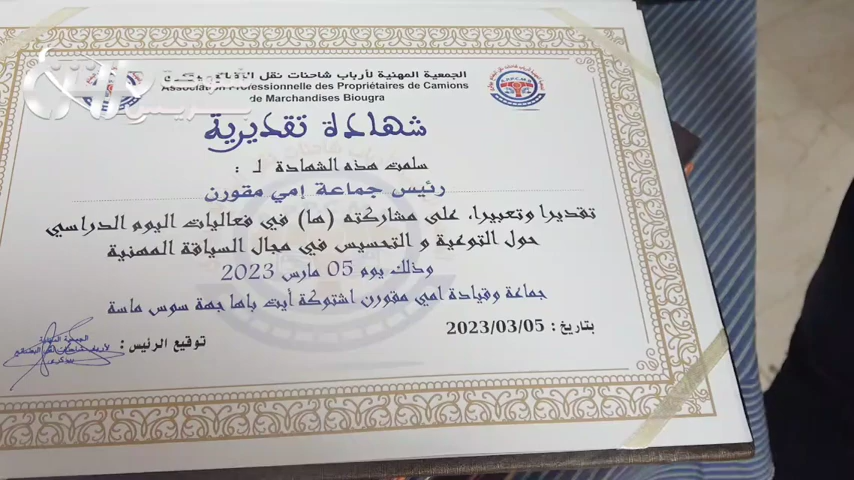 الجمعية المهنية لأرباب شاحنات نقل البضائع
Association Professionnelle des Propriétaires de Camions
de Marchandises Biougra
شهادة تقديرية
سلمت هذه الشهادة لـ :
رئيس جماعة إمي مقورن
تقديرا وتعبيرا، على مشاركته (ها) في فعاليات اليوم الدراسي
حول التوعية و التحسيس في مجال السياقة المهنية
وذلك يوم 05 مارس 2023
جماعة وقيادة امي مقورن اشتوكة أيت باها جهة سوس ماسة
بتاريخ : 2023/03/05
توقيع الرئيس :